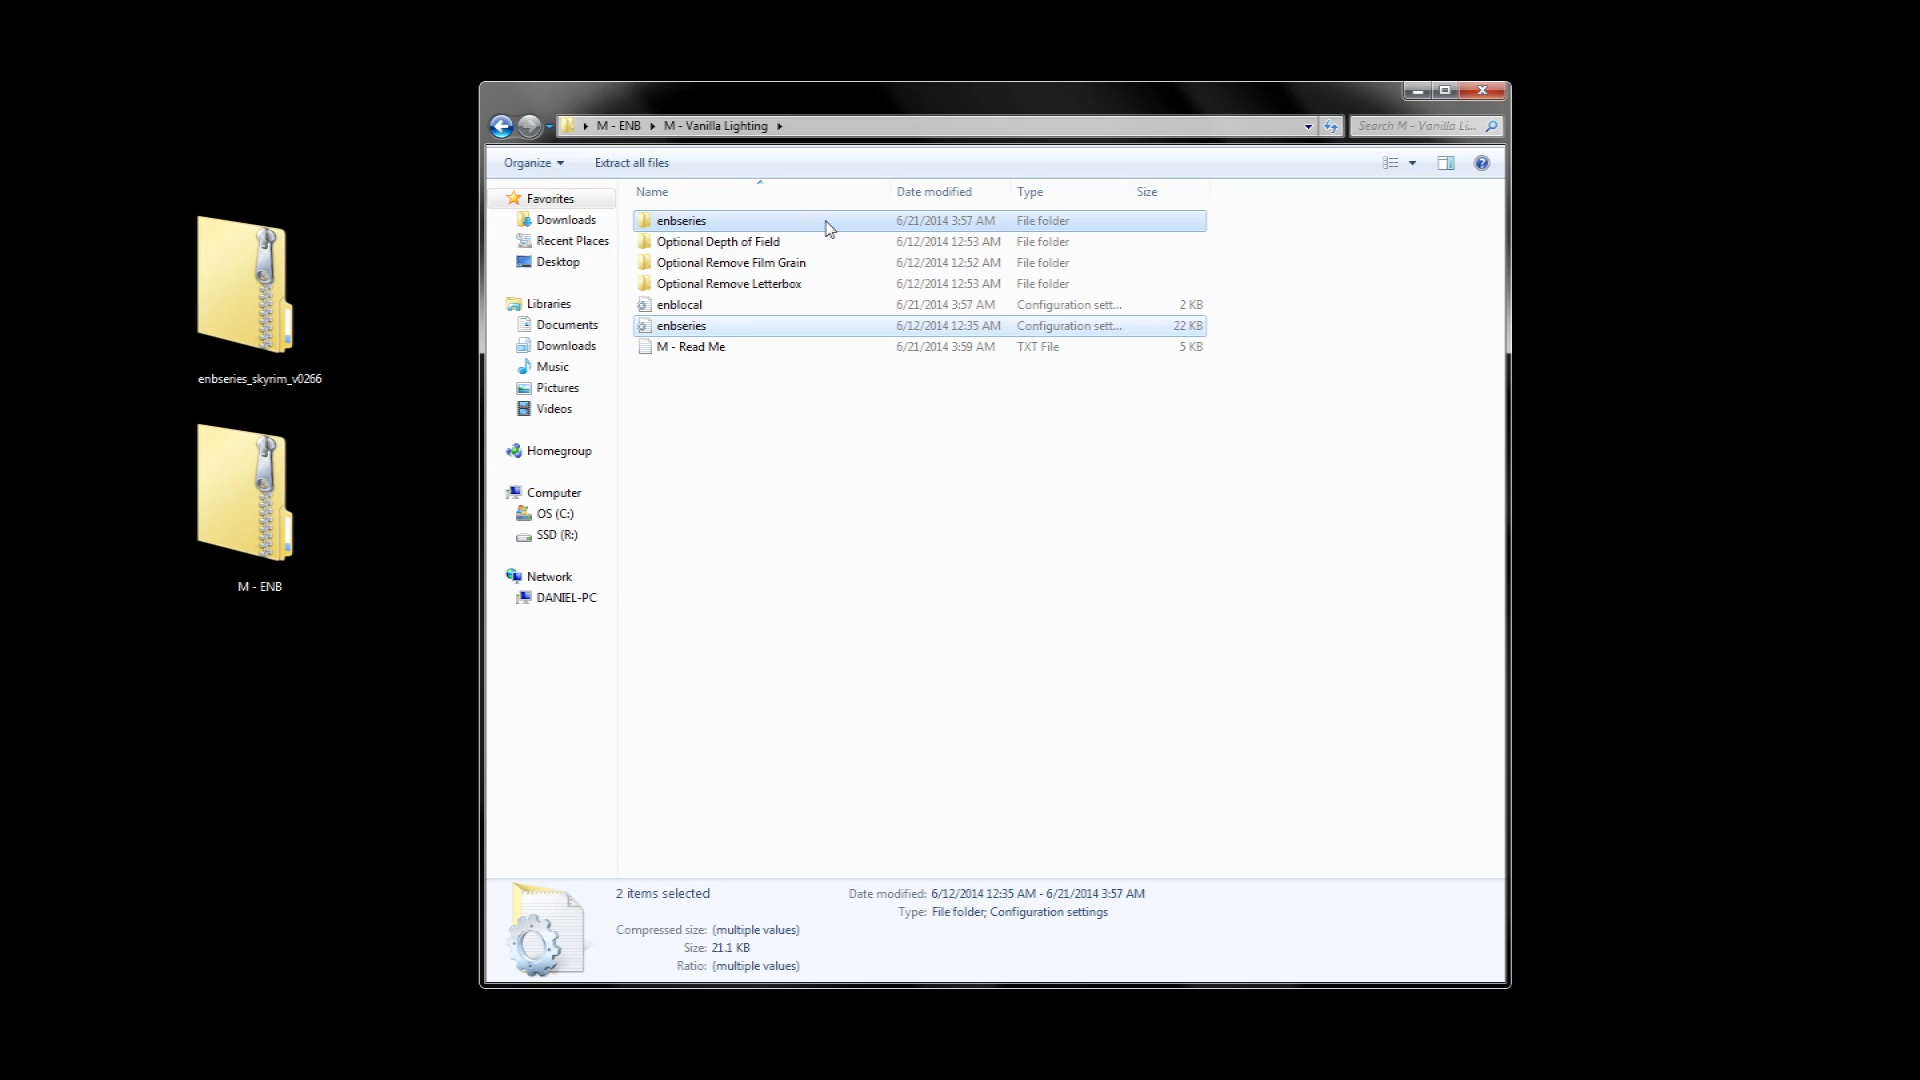 M - ENB
M - Vanilla Lighting
Search M - Vanilla Li...
Organize
Extract all files
Name
Date modified
Type
Size
Favorites
Downloads
Recent Places
Desktop
Libraries
Documents
Downloads
Music
Pictures
Videos
Homegroup
Computer
OS (C:)
SSD (R:)
Network
DANIEL-PC
enbseries 6/21/2014 3:57 AM File folder
Optional Depth of Field 6/12/2014 12:53 AM File folder
Optional Remove Film Grain 6/12/2014 12:52 AM File folder
Optional Remove Letterbox 6/12/2014 12:53 AM File folder
enblocal 6/21/2014 3:57 AM Configuration sett... 2 KB
enbseries 6/12/2014 12:35 AM Configuration sett... 22 KB
M - Read Me 6/21/2014 3:59 AM TXT File 5 KB
enbseries_skyrim_v0266
M - ENB
2 items selected
Date modified: 6/12/2014 12:35 AM - 6/21/2014 3:57 AM
Type: File folder; Configuration settings
Compressed size: (multiple values)
Size: 21.1 KB
Ratio: (multiple values)